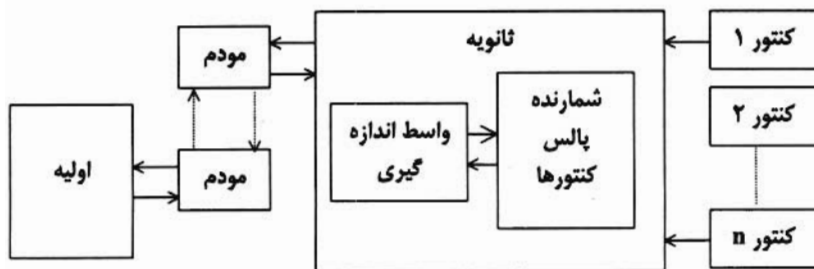 ثانویه
کنتور ۱
مودم
شمارنده
پالس
کنتورها
کنتور ۲
واسط اندازه
گیری
مودم
اولیه
کنتور n